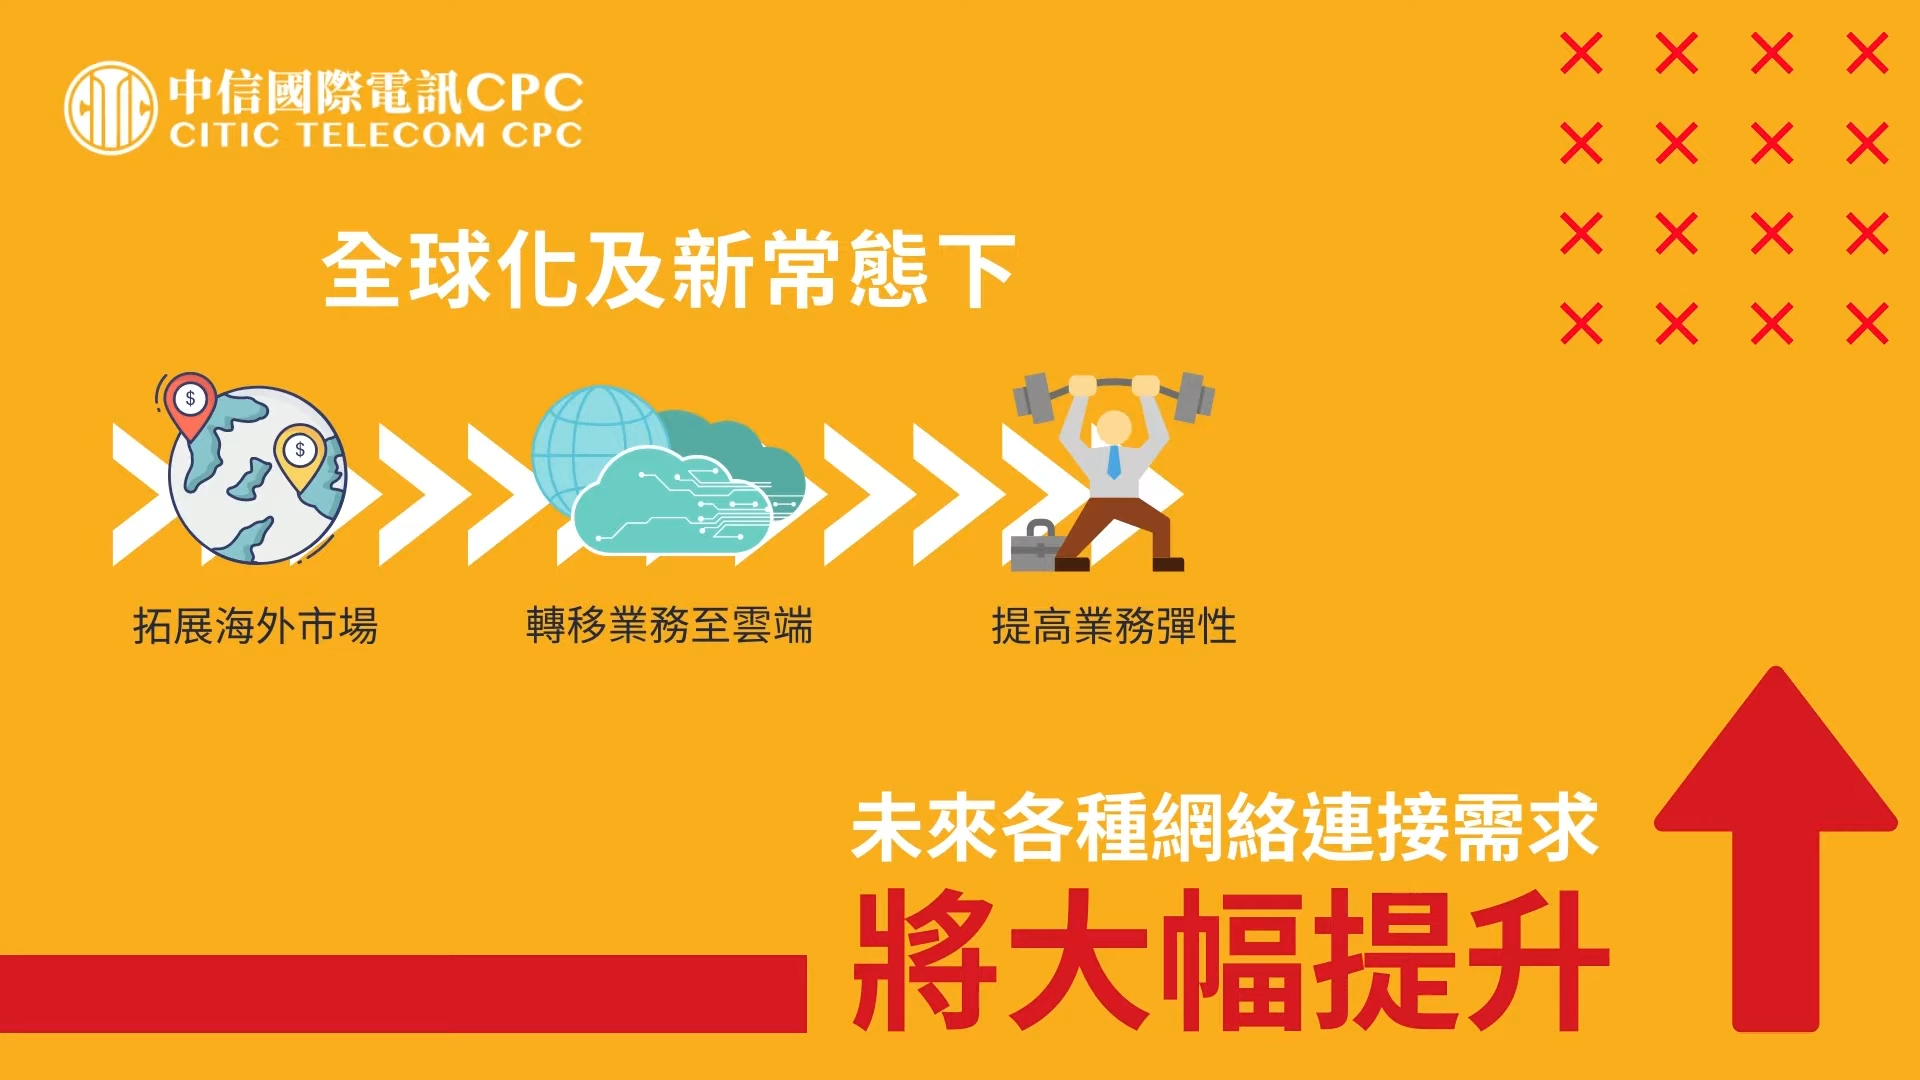 中信國際電訊CPC
CITIC TELECOM CPC
全球化及新常態下
$
$
拓展海外市場
轉移業務至雲端
提高業務彈性
未來各種網絡連接需求
將大幅提升